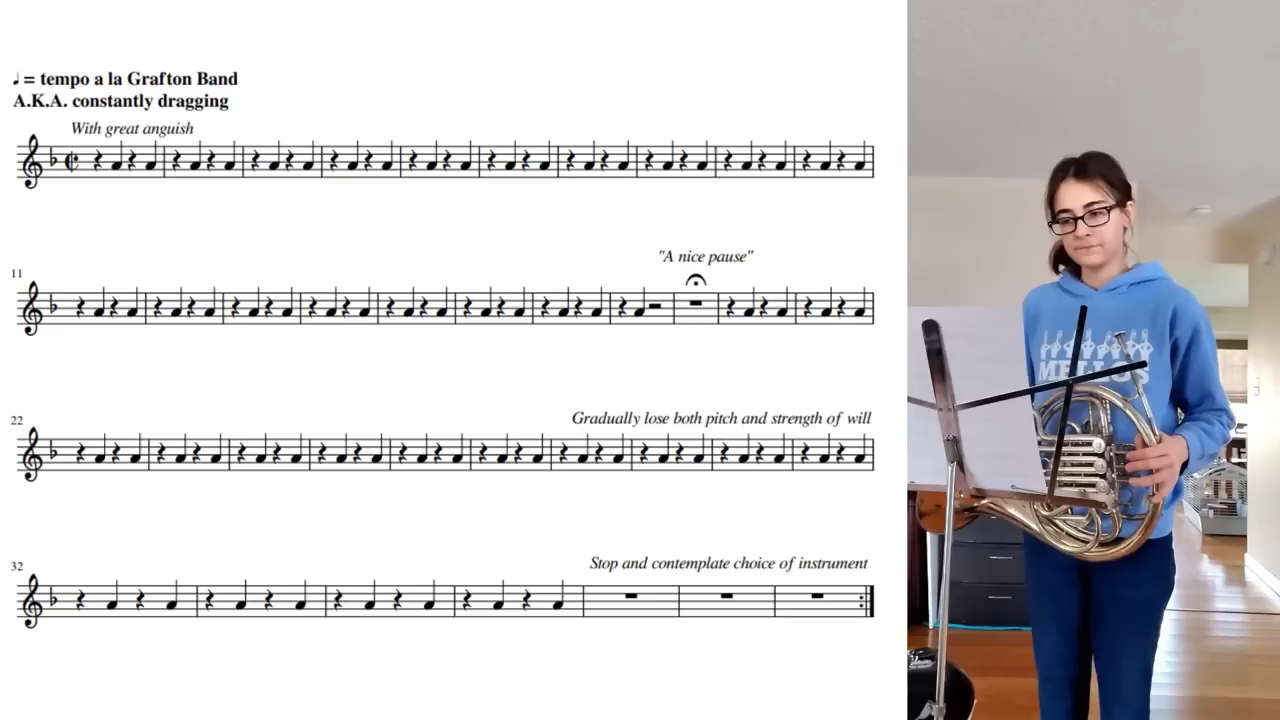 ♩ = tempo a la Grafton Band
A.K.A. constantly dragging
With great anguish
11
"A nice pause"
22
Gradually lose both pitch and strength of will
32
Stop and contemplate choice of instrument
MELLOS